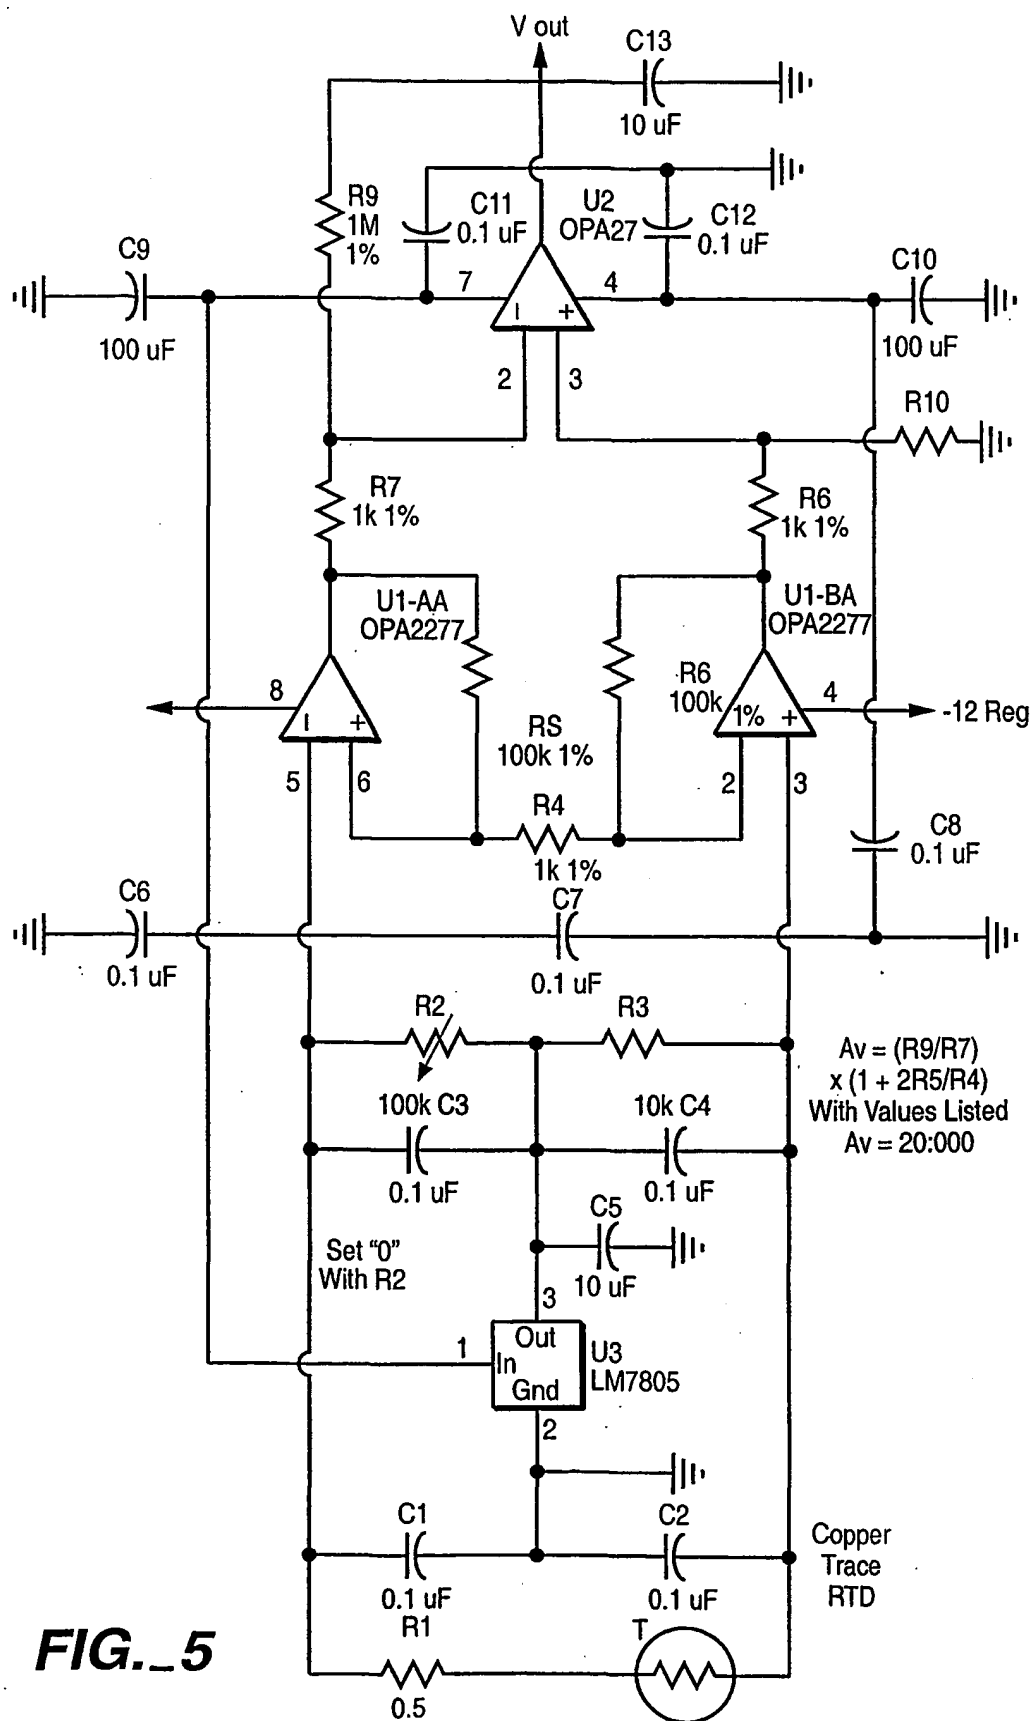 V out
C13
10 uF
R9
1M
1%
C11
0.1 uF
U2
OPA27
C12
0.1 uF
C9
100 uF
7
4
C10
100 uF
–
+
2
3
R10
R7
1k 1%
R6
1k 1%
U1-AA
OPA2277
U1-BA
OPA2277
8
–
+
R6
100k
1%
+
4
-12 Reg
RS
100k 1%
5
6
2
3
R4
1k 1%
C8
0.1 uF
C6
0.1 uF
C7
0.1 uF
R2
R3
Av = (R9/R7)
x (1 + 2R5/R4)
With Values Listed
Av = 20:000
100k C3
0.1 uF
10k C4
0.1 uF
C5
10 uF
Set "0"
With R2
3
Out
In
Gnd
1
U3
LM7805
2
C1
0.1 uF
C2
0.1 uF
Copper
Trace
RTD
R1
0.5
T
FIG._5